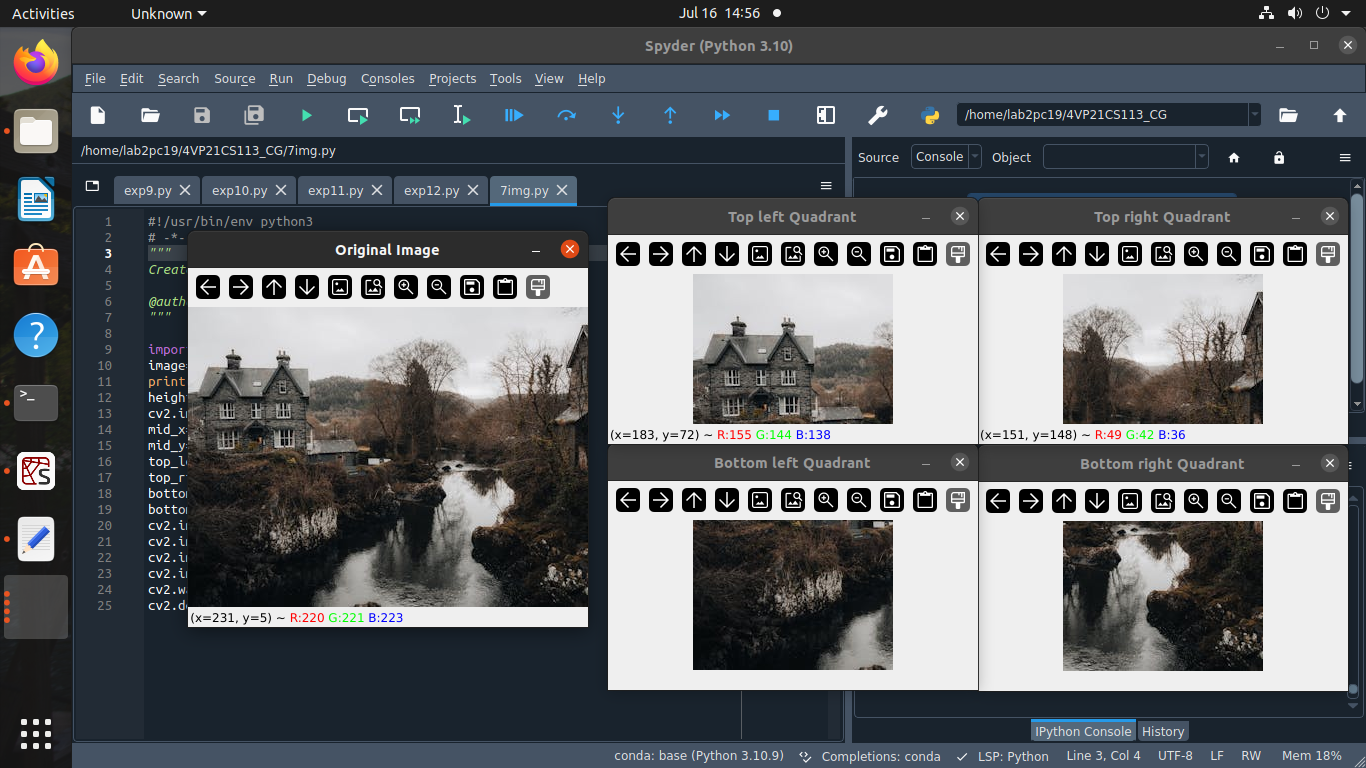 Activities
Unknown
Jul 16 14:56
Spyder (Python 3.10)
File Edit Search Source Run Debug Consoles Projects Tools View Help
/home/lab2pc19/4VP21CS113_CG
/home/lab2pc19/4VP21CS113_CG/7img.py
Source Console Object
exp9.py exp10.py exp11.py exp12.py 7img.py
1 #!/usr/bin/env python3
2 # -*-
3 """
4 Creat
5
6 @auth
7 """
8
9 impor
10 image
11 print
12 heigh
13 cv2.i
14 mid_x
15 mid_y
16 top_l
17 top_r
18 botto
19 botto
20 cv2.i
21 cv2.i
22 cv2.i
23 cv2.i
24 cv2.w
25 cv2.d
Original Image
(x=231, y=5) ~ R:220 G:221 B:223
Top left Quadrant
(x=183, y=72) ~ R:155 G:144 B:138
Top right Quadrant
(x=151, y=148) ~ R:49 G:42 B:36
Bottom left Quadrant
Bottom right Quadrant
IPython Console History
conda: base (Python 3.10.9) Completions: conda LSP: Python Line 3, Col 4 UTF-8 LF RW Mem 18%